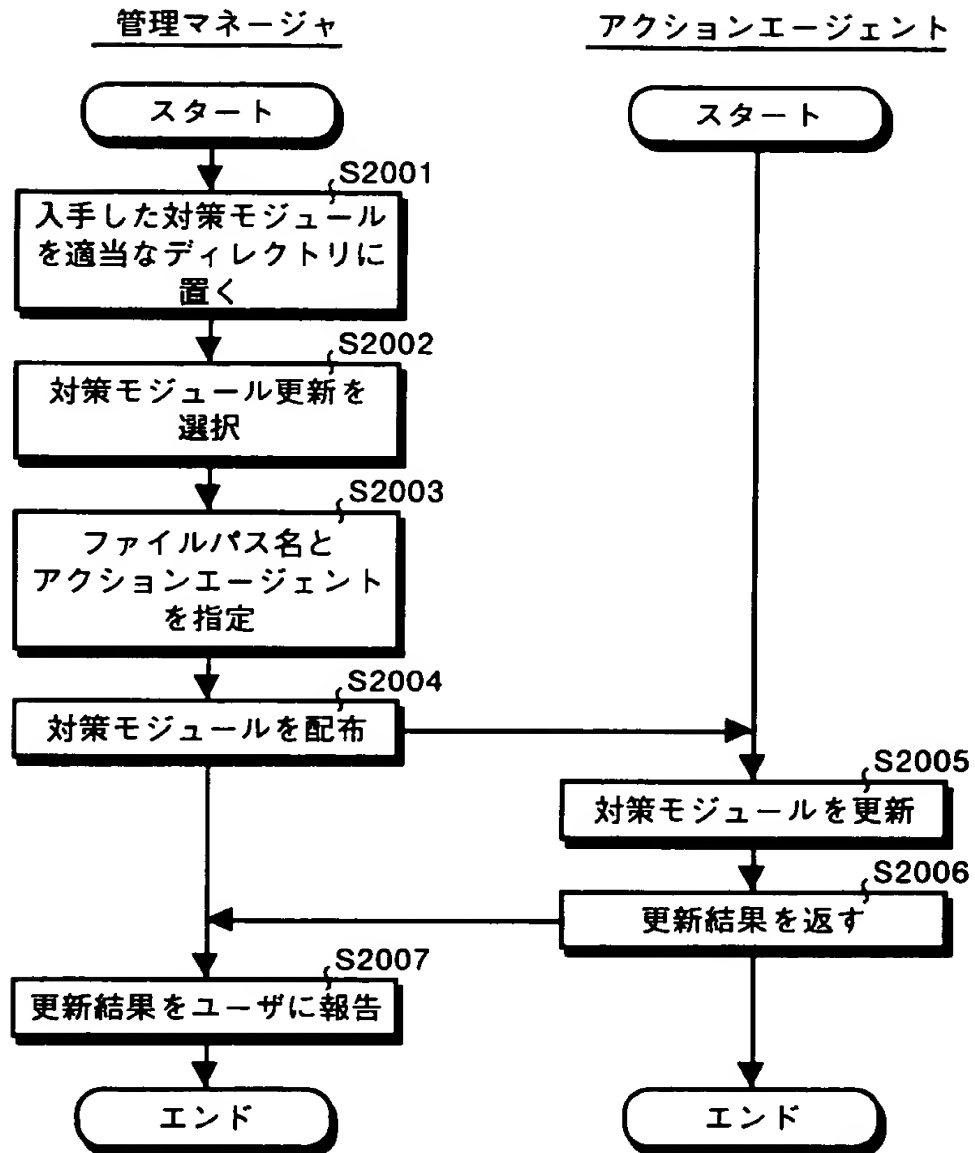 管理マネージャ
アクションエージェント
スタート
スタート
S2001
入手した対策モジュール
を適当なディレクトリに
置く
S2002
対策モジュール更新を
選択
S2003
ファイルパス名と
アクションエージェント
を指定
S2004
対策モジュールを配布
S2005
対策モジュールを更新
S2006
更新結果を返す
S2007
更新結果をユーザに報告
エンド
エンド